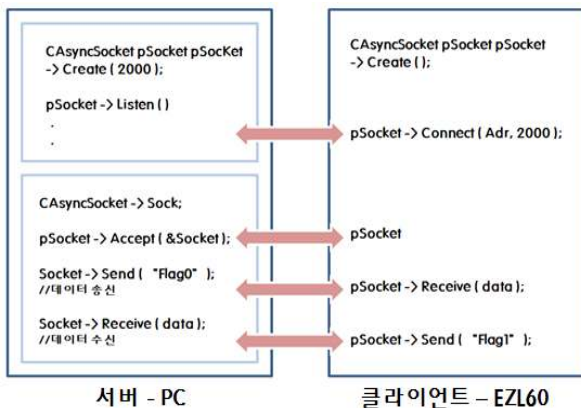 CAsyncSocket pSocket pSocKet
-> Create ( 2000 );
pSocket -> Listen ( )
.
.
CAsyncSocket -> Sock;
pSocket -> Accept ( &Socket );
Socket -> Send ( "Flag0" );
//데이터 송신
Socket -> Receive ( data );
//데이터 수신
서버 - PC
CAsyncSocket pSocket pSocket
-> Create ( );
pSocket -> Connect ( Adr, 2000 );
pSocket
pSocket -> Receive ( data );
pSocket -> Send ( "Flag1" );
클라이언트 – EZL60